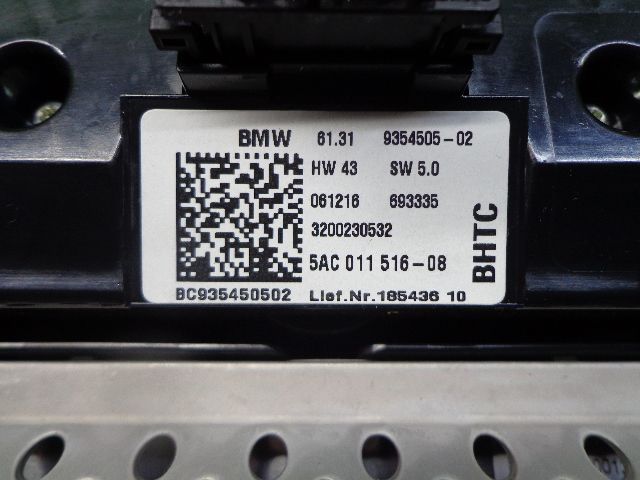 BMW 61.31 9354505-02
HW 43 SW 5.0
061216 693335
3200230532
5AC 011 516-08
BC935450502 Lief.Nr.185436 10
BHTC